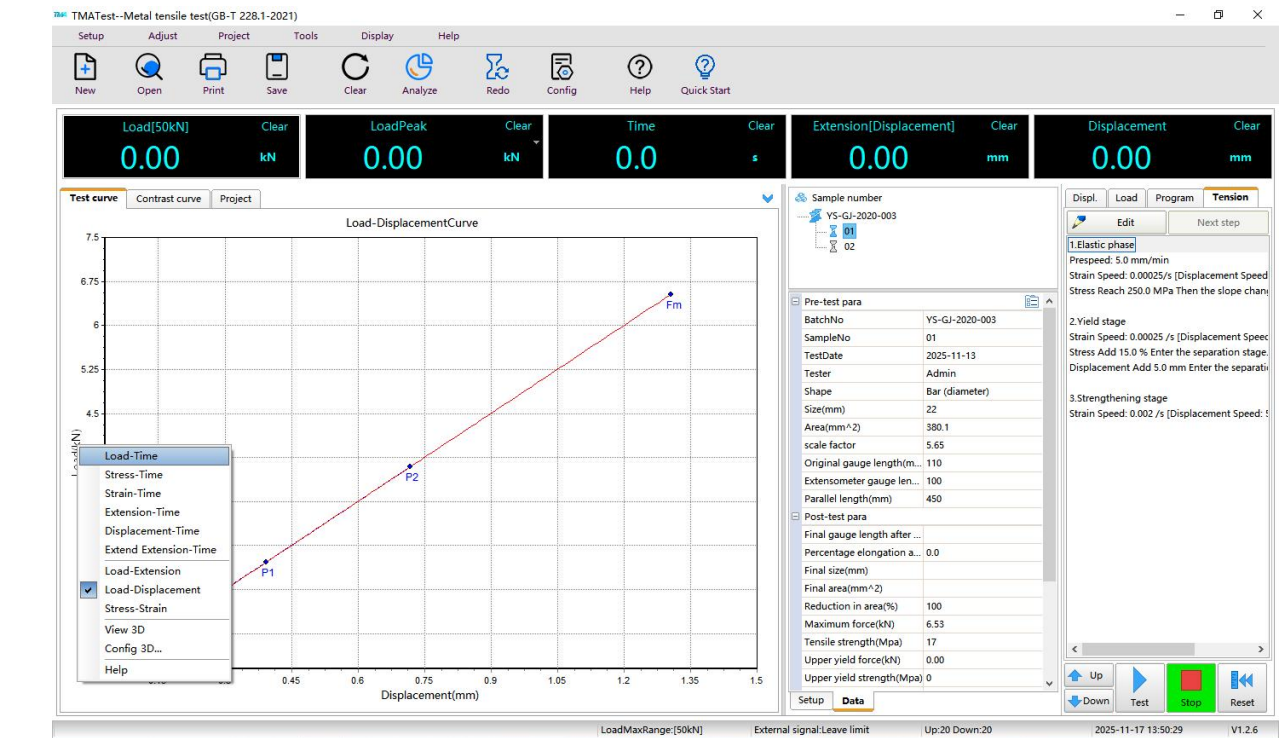 TMATest--Metal tensile test(GB-T 228.1-2021)
Setup Adjust Project Tools Display Help
New Open Print Save Clear Analyze Redo Config Help Quick Start
Load[50kN] Clear LoadPeak Clear Time Clear Extension[Displacement] Clear Displacement Clear
0.00 kN 0.00 kN 0.0 s 0.00 mm 0.00 mm
Test curve Contrast curve Project
Load-DisplacementCurve
7.5
6.75
6
5.25
4.5
Fm
P2
P1
Load-Time
Stress-Time
Strain-Time
Extension-Time
Displacement-Time
Extend Extension-Time
Load-Extension
Load-Displacement
Stress-Strain
View 3D
Config 3D...
Help
0.45 0.6 0.75 0.9 1.05 1.2 1.35 1.5
Displacement(mm)
Sample number
YS-GJ-2020-003
01
02
Pre-test para
BatchNo YS-GJ-2020-003
SampleNo 01
TestDate 2025-11-13
Tester Admin
Shape Bar (diameter)
Size(mm) 22
Area(mm^2) 380.1
scale factor 5.65
Original gauge length(m... 110
Extensometer gauge len... 100
Parallel length(mm) 450
Post-test para
Final gauge length after ...
Percentage elongation a... 0.0
Final size(mm)
Final area(mm^2)
Reduction in area(%) 100
Maximum force(kN) 6.53
Tensile strength(Mpa) 17
Upper yield force(kN) 0.00
Upper yield strength(Mpa) 0
Setup Data
Displ. Load Program Tension
Edit Next step
1.Elastic phase
Prespeed: 5.0 mm/min
Strain Speed: 0.00025/s [Displacement Speed
Stress Reach 250.0 MPa Then the slope chan
2.Yield stage
Strain Speed: 0.00025 /s [Displacement Speec
Stress Add 15.0 % Enter the separation stage.
Displacement Add 5.0 mm Enter the separati
3.Strengthening stage
Strain Speed: 0.002 /s [Displacement Speed:
Up Down Test Stop Reset
LoadMaxRange:[50kN] External signal:Leave limit Up:20 Down:20 2025-11-17 13:50:29 V1.2.6